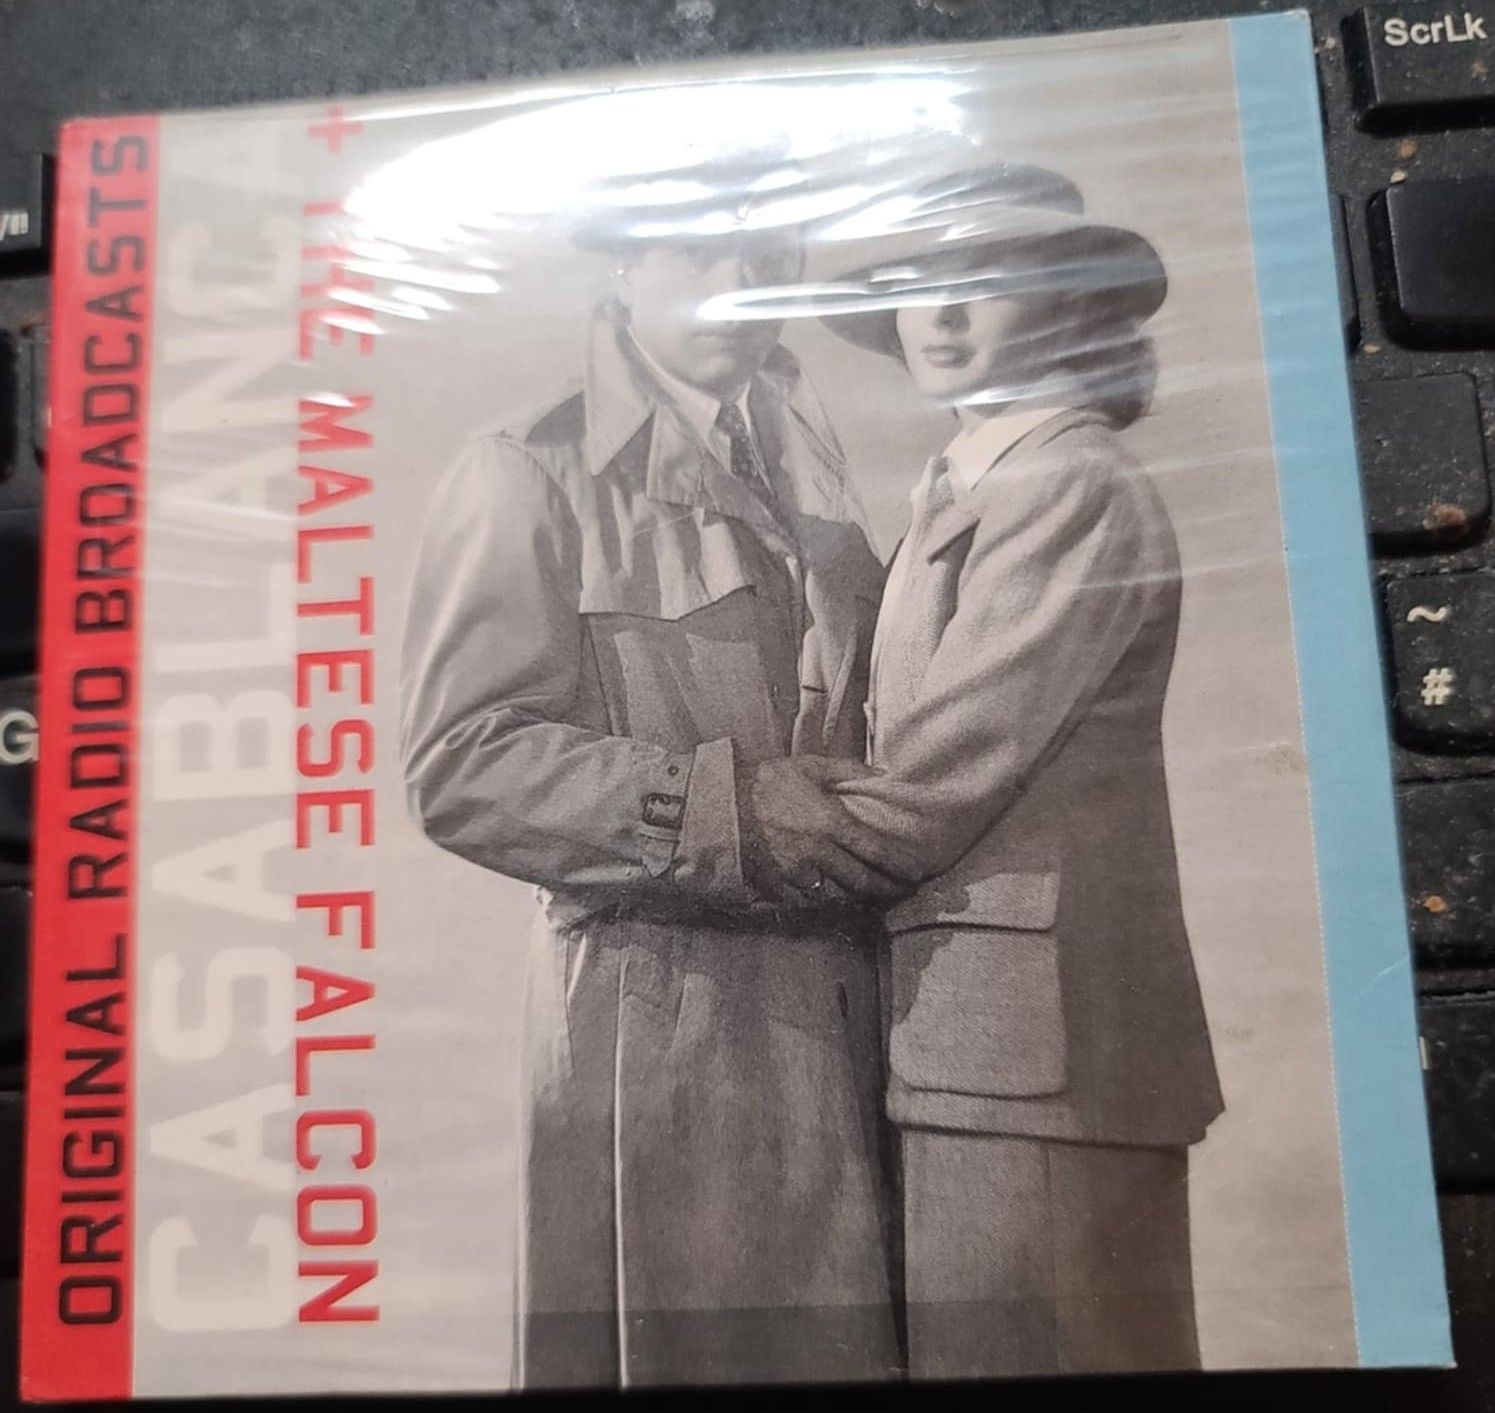 ORIGINAL RADIO BROADCASTS
CASABLANCA
+ THE MALTESE FALCON
ScrLk
~
#
G